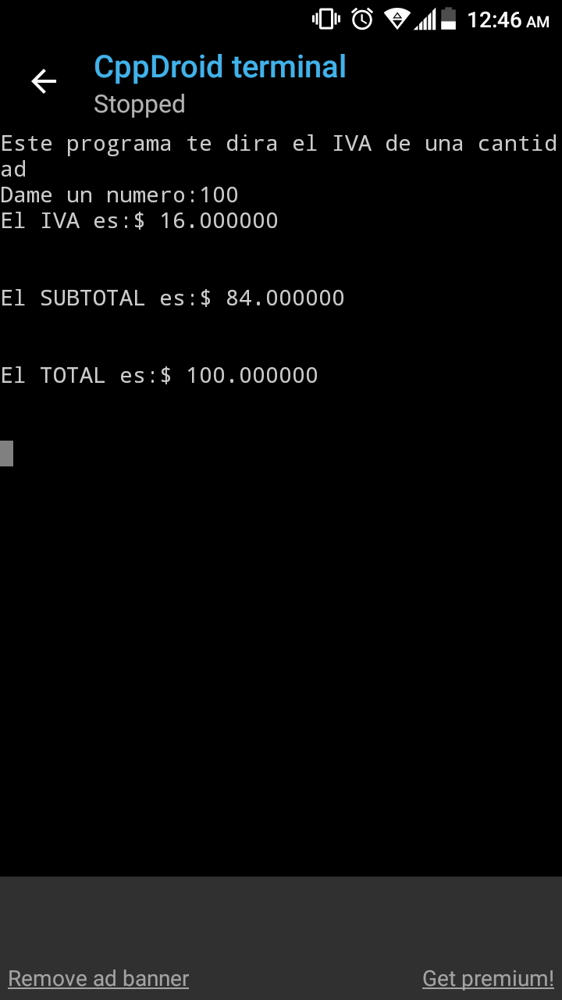 12:46 AM
CppDroid terminal
Stopped
Este programa te dira el IVA de una cantid
ad
Dame un numero:100
El IVA es:$ 16.000000
El SUBTOTAL es:$ 84.000000
El TOTAL es:$ 100.000000
Remove ad banner Get premium!